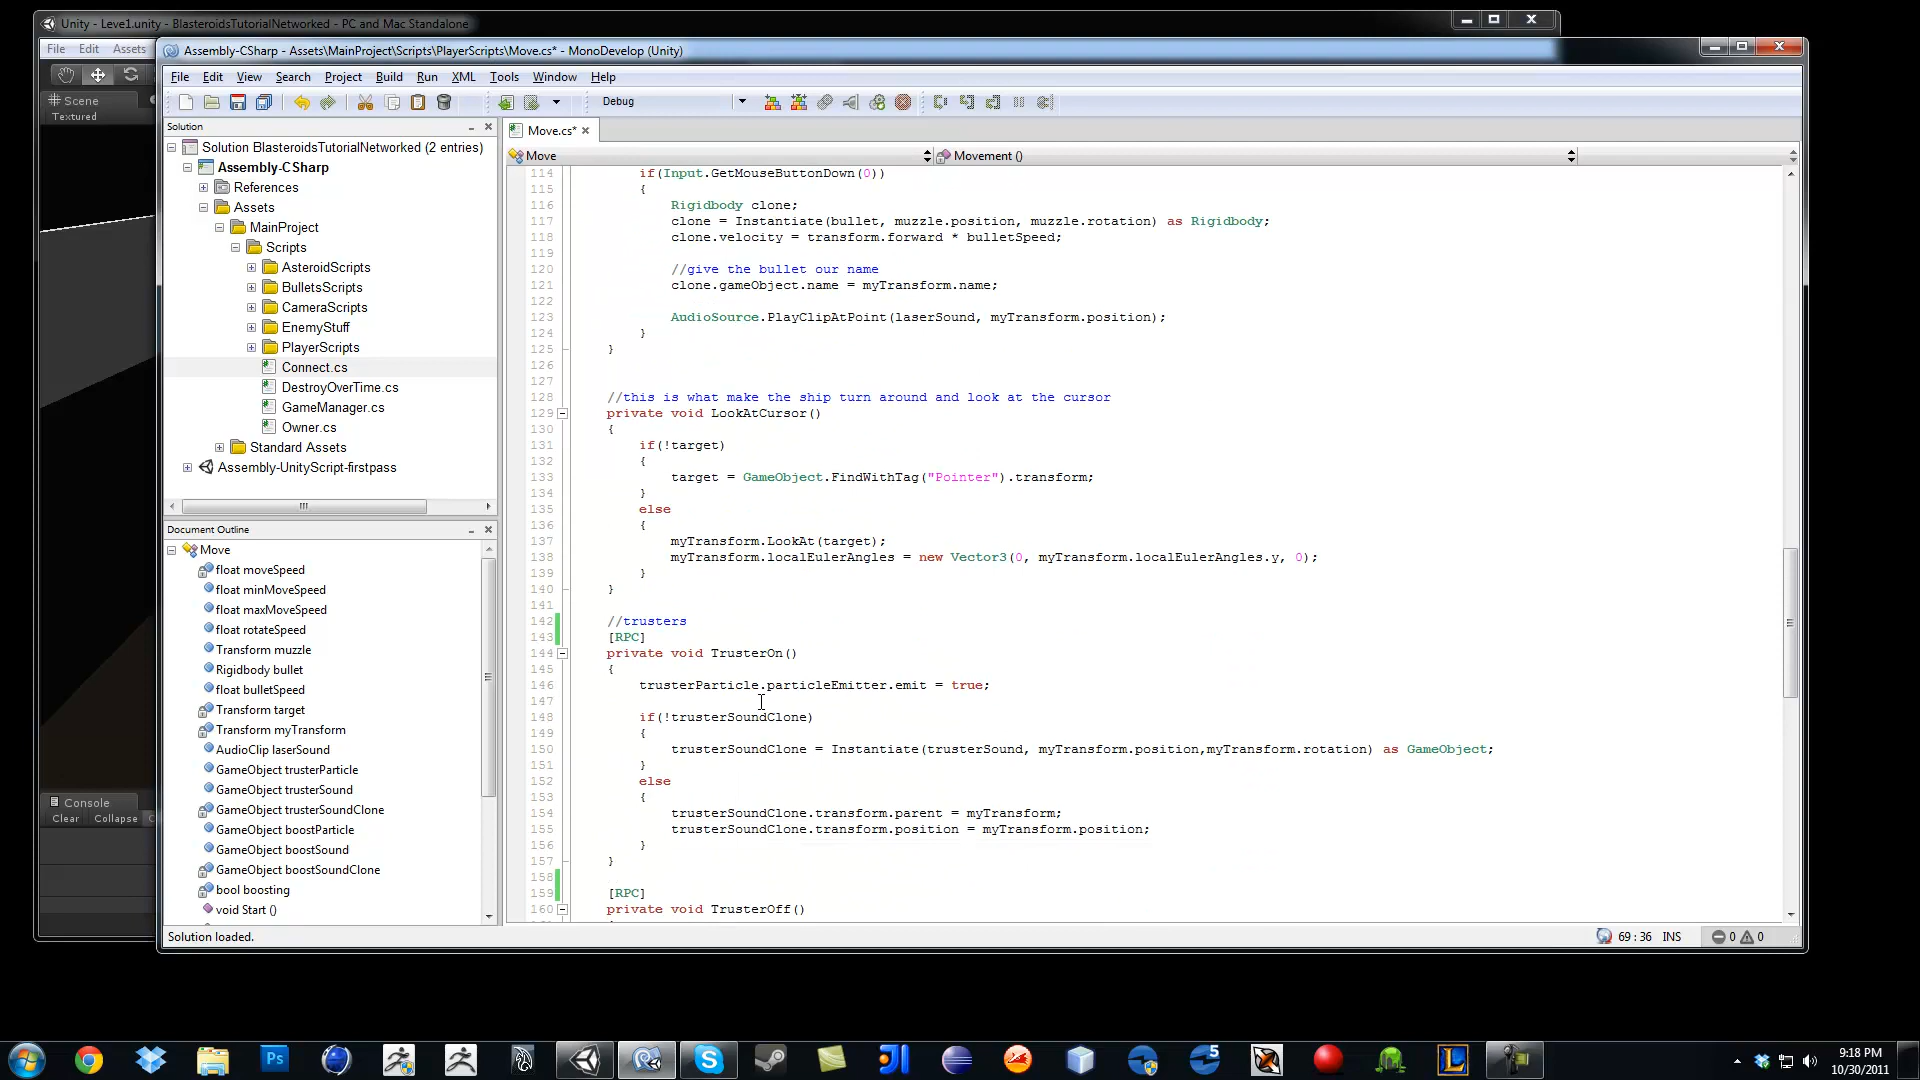 Unity - Leve1.unity - BlasteroidsTutorialNetworked - PC and Mac Standalone
File Edit Assets
Assembly-CSharp - Assets\MainProject\Scripts\PlayerScripts\Move.cs* - MonoDevelop (Unity)
File Edit View Search Project Build Run XML Tools Window Help
Scene
Textured
Debug
Solution
Move.cs*
Solution BlasteroidsTutorialNetworked (2 entries)
Assembly-CSharp
References
Assets
MainProject
Scripts
AsteroidScripts
BulletsScripts
CameraScripts
EnemyStuff
PlayerScripts
Connect.cs
DestroyOverTime.cs
GameManager.cs
Owner.cs
Standard Assets
Assembly-UnityScript-firstpass
Document Outline
Move
float moveSpeed
float minMoveSpeed
float maxMoveSpeed
float rotateSpeed
Transform muzzle
Rigidbody bullet
float bulletSpeed
Transform target
Transform myTransform
AudioClip laserSound
GameObject trusterParticle
GameObject trusterSound
GameObject trusterSoundClone
GameObject boostParticle
GameObject boostSound
GameObject boostSoundClone
bool boosting
void Start ()
Console
Clear Collapse
Move Movement ()
114 if(Input.GetMouseButtonDown(0))
115 {
116 Rigidbody clone;
117 clone = Instantiate(bullet, muzzle.position, muzzle.rotation) as Rigidbody;
118 clone.velocity = transform.forward * bulletSpeed;
119
120 //give the bullet our name
121 clone.gameObject.name = myTransform.name;
122
123 AudioSource.PlayClipAtPoint(laserSound, myTransform.position);
124 }
125 }
126
127
128 //this is what make the ship turn around and look at the cursor
129 private void LookAtCursor()
130 {
131 if(!target)
132 {
133 target = GameObject.FindWithTag("Pointer").transform;
134 }
135 else
136 {
137 myTransform.LookAt(target);
138 myTransform.localEulerAngles = new Vector3(0, myTransform.localEulerAngles.y, 0);
139 }
140 }
141
142 //trusters
143 [RPC]
144 private void TrusterOn()
145 {
146 trusterParticle.particleEmitter.emit = true;
147
148 if(!trusterSoundClone)
149 {
150 trusterSoundClone = Instantiate(trusterSound, myTransform.position,myTransform.rotation) as GameObject;
151 }
152 else
153 {
154 trusterSoundClone.transform.parent = myTransform;
155 trusterSoundClone.transform.position = myTransform.position;
156 }
157 }
158
159 [RPC]
160 private void TrusterOff()
Solution loaded.
69 : 36 INS 0 0
Ps
5
L
9:18 PM
10/30/2011